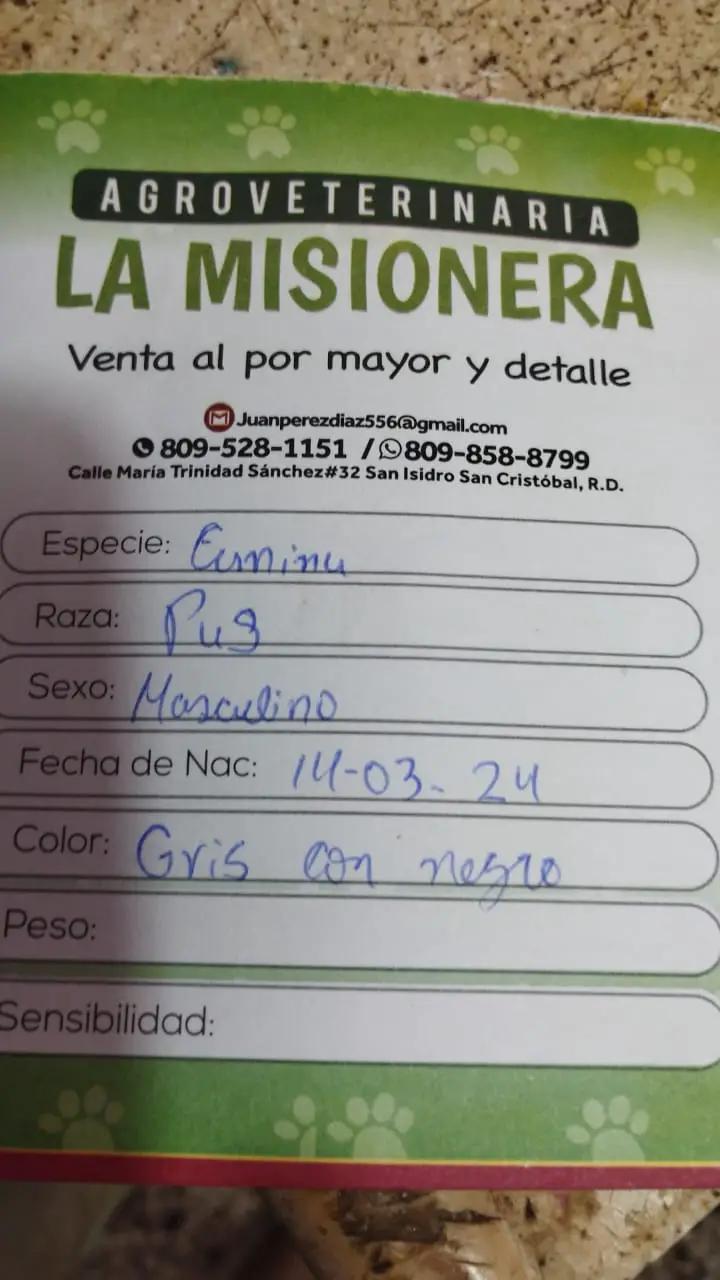 AGROVETERINARIA
LA MISIONERA
Venta al por mayor y detalle
Juanperezdiaz556@gmail.com
809-528-1151 / 809-858-8799
Calle María Trinidad Sánchez#32 San Isidro San Cristóbal, R.D.
Especie:
Raza: Pug
Sexo: Masculino
Fecha de Nac: 14-03-24
Color: Gris con negro
Peso:
Sensibilidad: